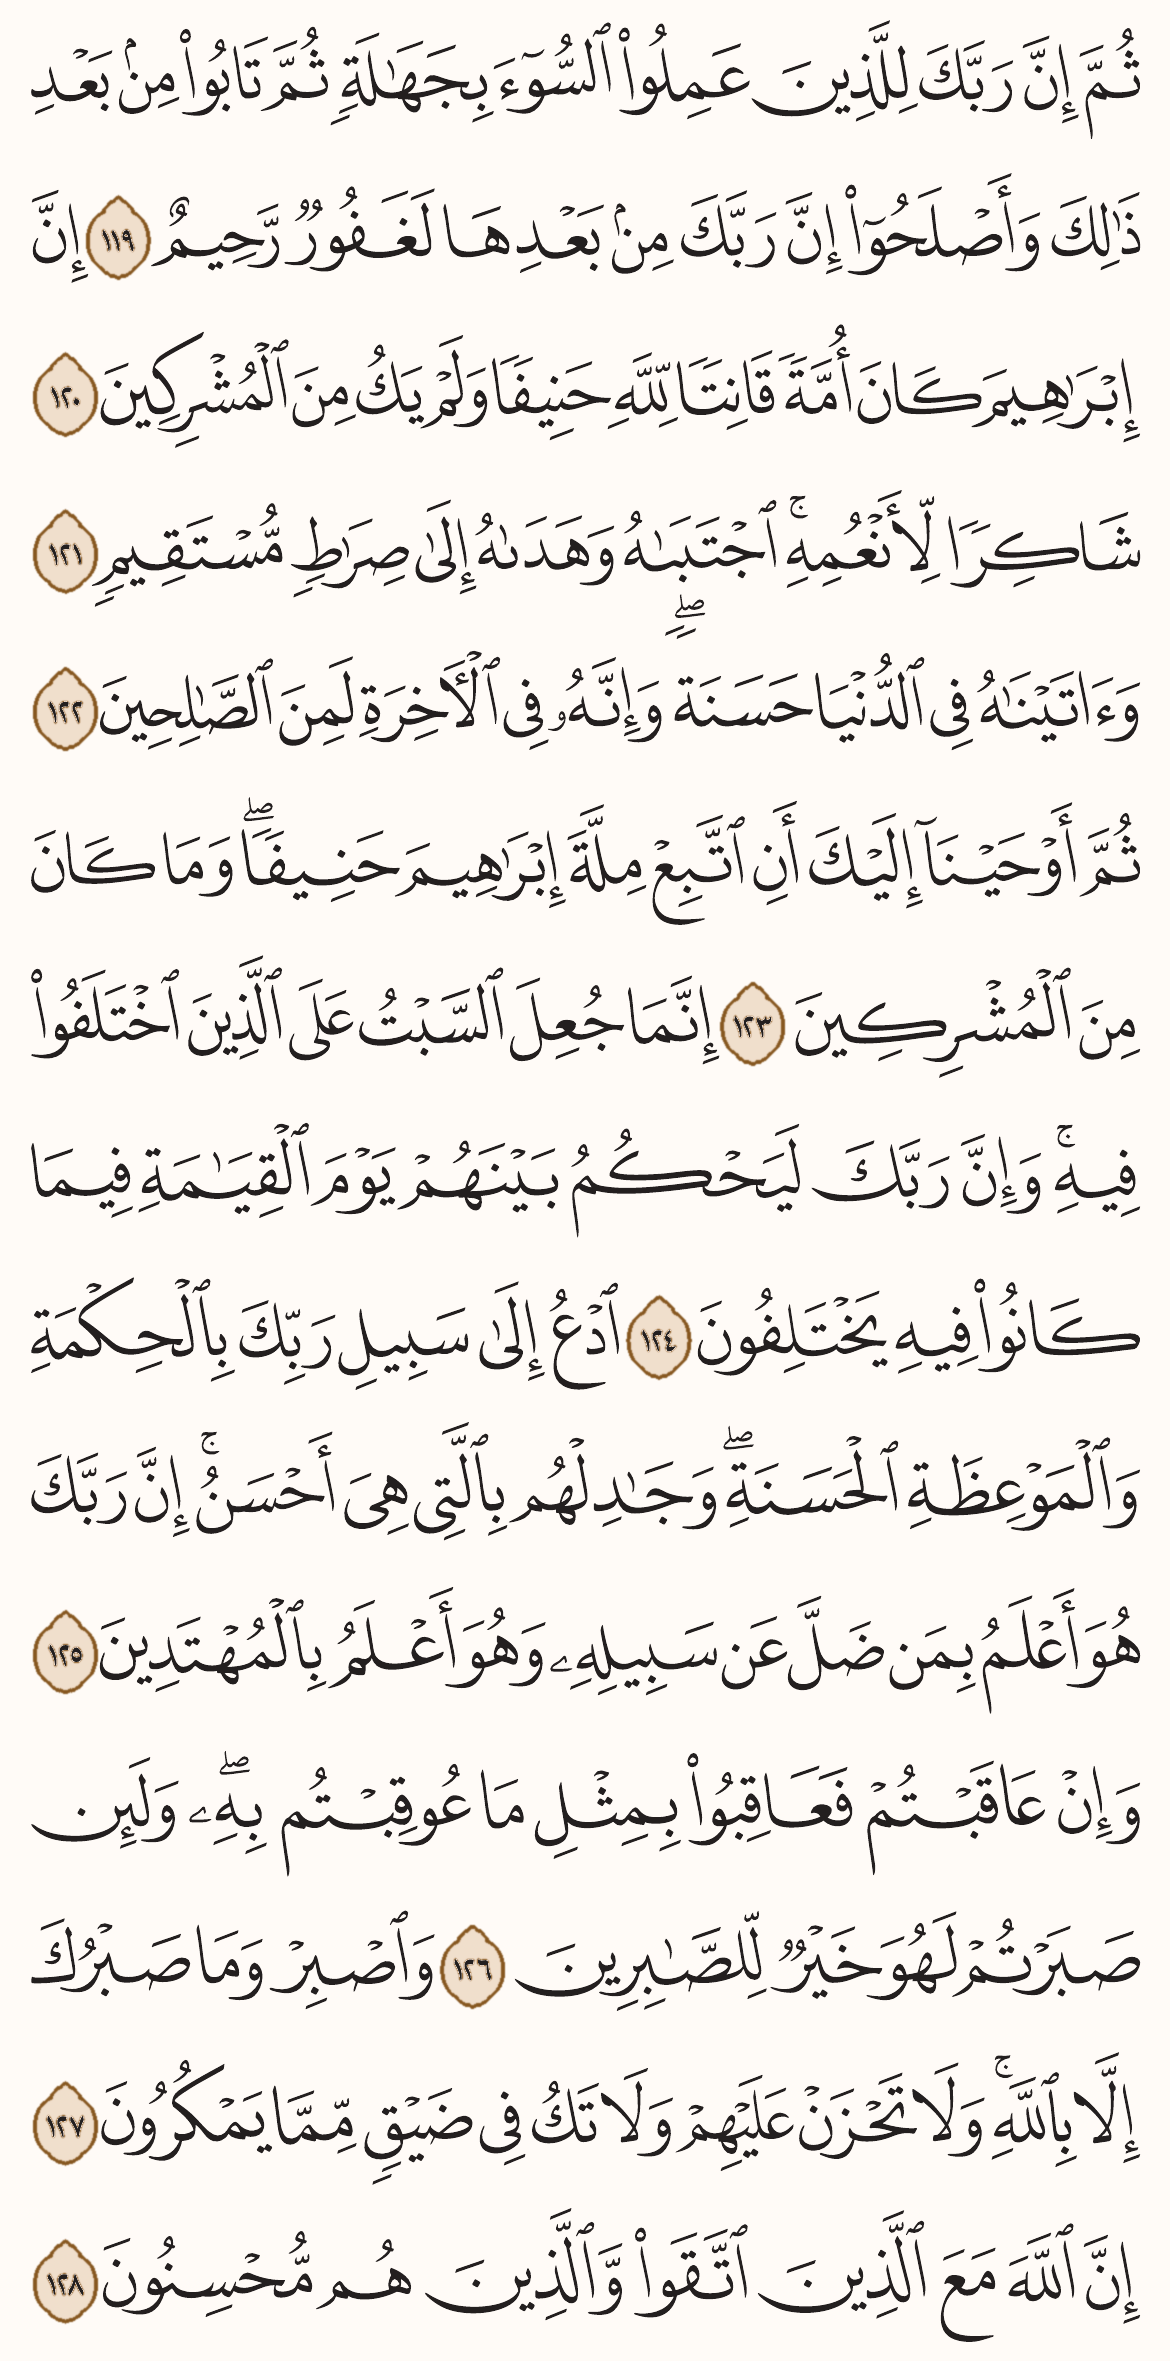 ثُمَّ إِنَّ رَبَّكَ لِلَّذِينَ عَمِلُوا۟ ٱلسُّوٓءَ بِجَهَـٰلَةٍ ثُمَّ تَابُوا۟ مِنۢ بَعْدِ
ذَٰلِكَ وَأَصْلَحُوٓا۟ إِنَّ رَبَّكَ مِنۢ بَعْدِهَا لَغَفُورٌ رَّحِيمٌ ١١٩ إِنَّ
إِبْرَٰهِيمَ كَانَ أُمَّةً قَانِتًا لِّلَّهِ حَنِيفًا وَلَمْ يَكُ مِنَ ٱلْمُشْرِكِينَ ١٢٠
شَاكِرًا لِّأَنْعُمِهِ ۚ ٱجْتَبَىٰهُ وَهَدَىٰهُ إِلَىٰ صِرَٰطٍ مُّسْتَقِيمٍ ١٢١
وَءَاتَيْنَـٰهُ فِى ٱلدُّنْيَا حَسَنَةً ۖ وَإِنَّهُۥ فِى ٱلْـَٔاخِرَةِ لَمِنَ ٱلصَّـٰلِحِينَ ١٢٢
ثُمَّ أَوْحَيْنَآ إِلَيْكَ أَنِ ٱتَّبِعْ مِلَّةَ إِبْرَٰهِيمَ حَنِيفًا ۖ وَمَا كَانَ
مِنَ ٱلْمُشْرِكِينَ ١٢٣ إِنَّمَا جُعِلَ ٱلسَّبْتُ عَلَى ٱلَّذِينَ ٱخْتَلَفُوا۟
فِيهِ ۚ وَإِنَّ رَبَّكَ لَيَحْكُمُ بَيْنَهُمْ يَوْمَ ٱلْقِيَـٰمَةِ فِيمَا
كَانُوا۟ فِيهِ يَخْتَلِفُونَ ١٢٤ ٱدْعُ إِلَىٰ سَبِيلِ رَبِّكَ بِٱلْحِكْمَةِ
وَٱلْمَوْعِظَةِ ٱلْحَسَنَةِ ۖ وَجَـٰدِلْهُم بِٱلَّتِى هِىَ أَحْسَنُ ۚ إِنَّ رَبَّكَ
هُوَ أَعْلَمُ بِمَن ضَلَّ عَن سَبِيلِهِۦ وَهُوَ أَعْلَمُ بِٱلْمُهْتَدِينَ ١٢٥
وَإِنْ عَاقَبْتُمْ فَعَاقِبُوا۟ بِمِثْلِ مَا عُوقِبْتُم بِهِۦ ۖ وَلَئِن
صَبَرْتُمْ لَهُوَ خَيْرٌ لِّلصَّـٰبِرِينَ ١٢٦ وَٱصْبِرْ وَمَا صَبْرُكَ
إِلَّا بِٱللَّهِ ۚ وَلَا تَحْزَنْ عَلَيْهِمْ وَلَا تَكُ فِى ضَيْقٍ مِّمَّا يَمْكُرُونَ ١٢٧
إِنَّ ٱللَّهَ مَعَ ٱلَّذِينَ ٱتَّقَوا۟ وَّٱلَّذِينَ هُم مُّحْسِنُونَ ١٢٨